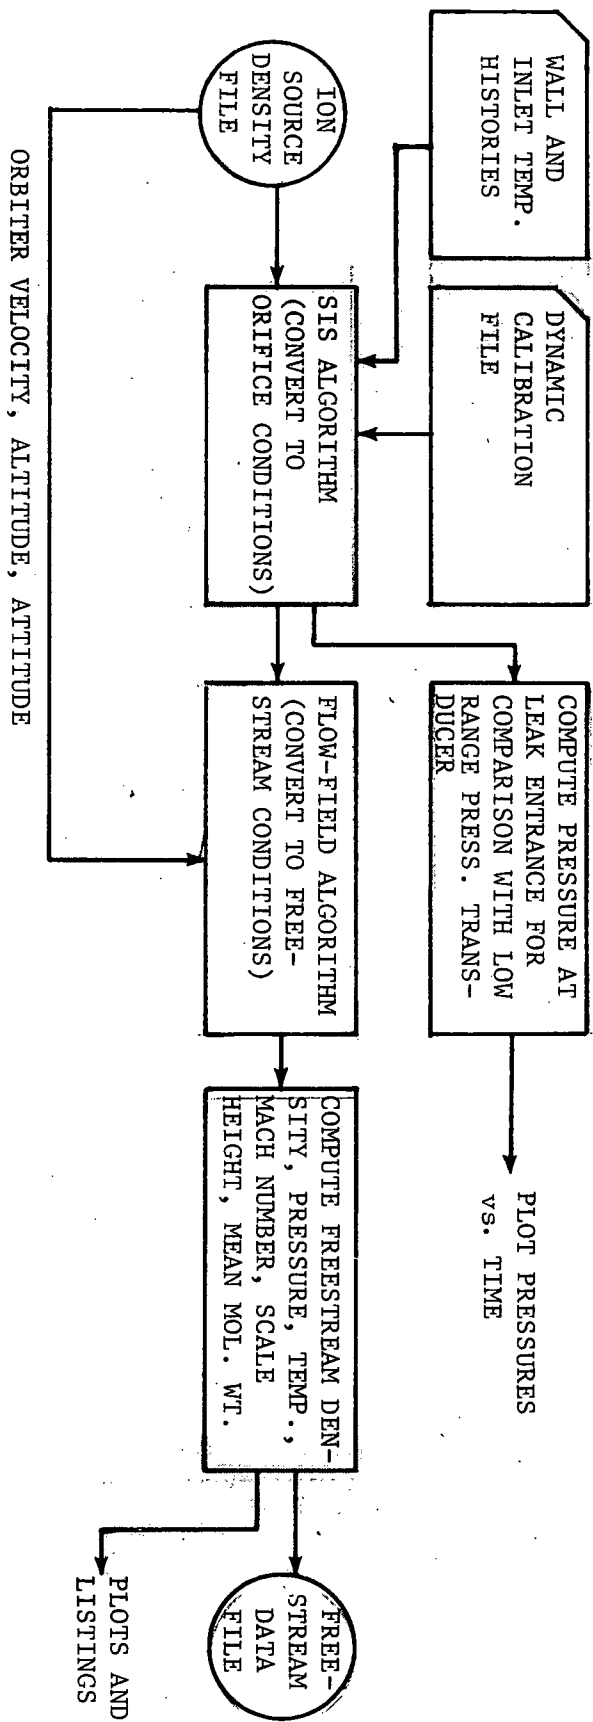 WALL AND
INLET TEMP.
HISTORIES
DYNAMIC
CALIBRATION
FILE
COMPUTE PRESSURE AT
LEAK ENTRANCE FOR
COMPARISON WITH LOW
RANGE PRESS. TRANS-
DUCER
PLOT PRESSURES
vs. TIME
ION
SOURCE
DENSITY
FILE
SIS ALGORITHM
(CONVERT TO
ORIFICE CONDITIONS)
FLOW-FIELD ALGORITHM
(CONVERT TO FREE-
STREAM CONDITIONS)
COMPUTE FREESTREAM DEN-
SITY, PRESSURE, TEMP.,
MACH NUMBER, SCALE
HEIGHT, MEAN MOL. WT.
FREE-
STREAM
DATA
FILE
PLOTS AND
LISTINGS
ORBITER VELOCITY, ALTITUDE, ATTITUDE